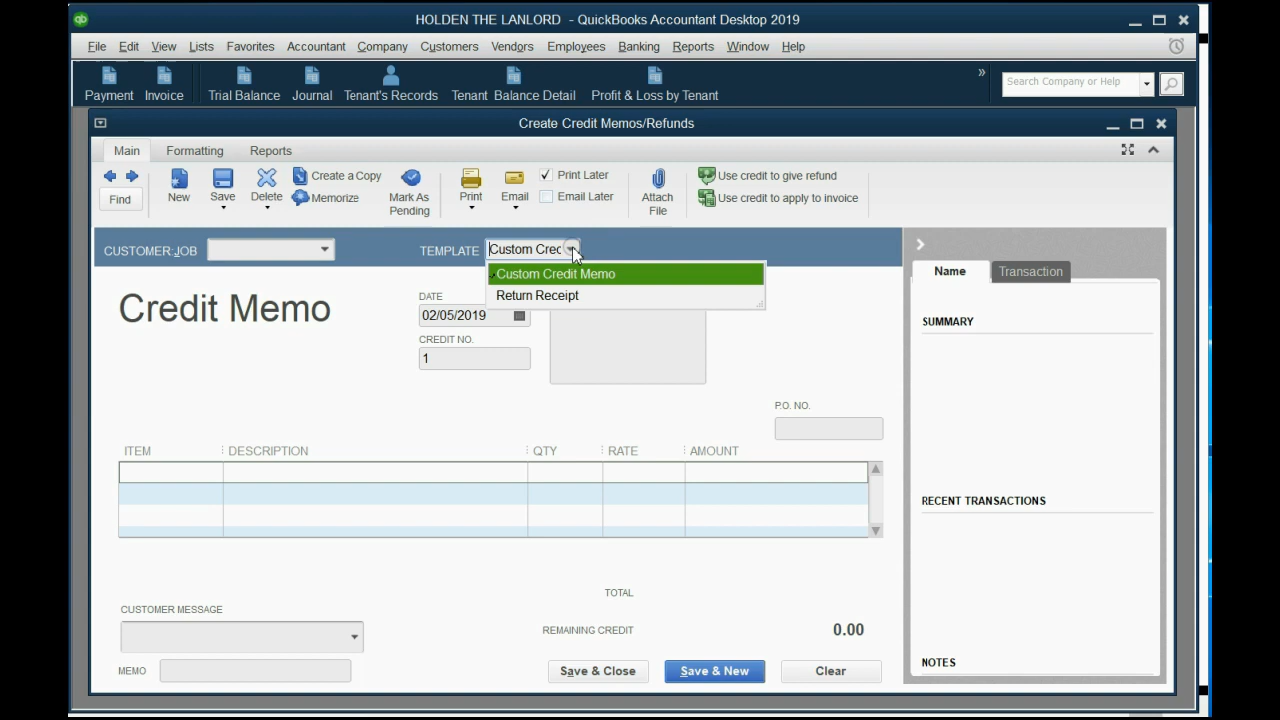 qb HOLDEN THE LANLORD - QuickBooks Accountant Desktop 2019
File Edit View Lists Favorites Accountant Company Customers Vendors Employees Banking Reports Window Help
Payment Invoice Trial Balance Journal Tenant's Records Tenant Balance Detail Profit & Loss by Tenant » Search Company or Help
Create Credit Memos/Refunds
Main Formatting Reports
Find New Save Delete Create a Copy Mark As Pending Print Email Print Later Attach File Use credit to give refund
Memorize Email Later Use credit to apply to invoice
CUSTOMER:JOB TEMPLATE Custom Crec
Custom Credit Memo
Return Receipt
Name Transaction
Credit Memo
DATE
02/05/2019
CREDIT NO.
1
SUMMARY
P.O. NO.
ITEM DESCRIPTION QTY RATE AMOUNT
RECENT TRANSACTIONS
TOTAL
CUSTOMER MESSAGE
REMAINING CREDIT 0.00
MEMO
Save & Close Save & New Clear
NOTES